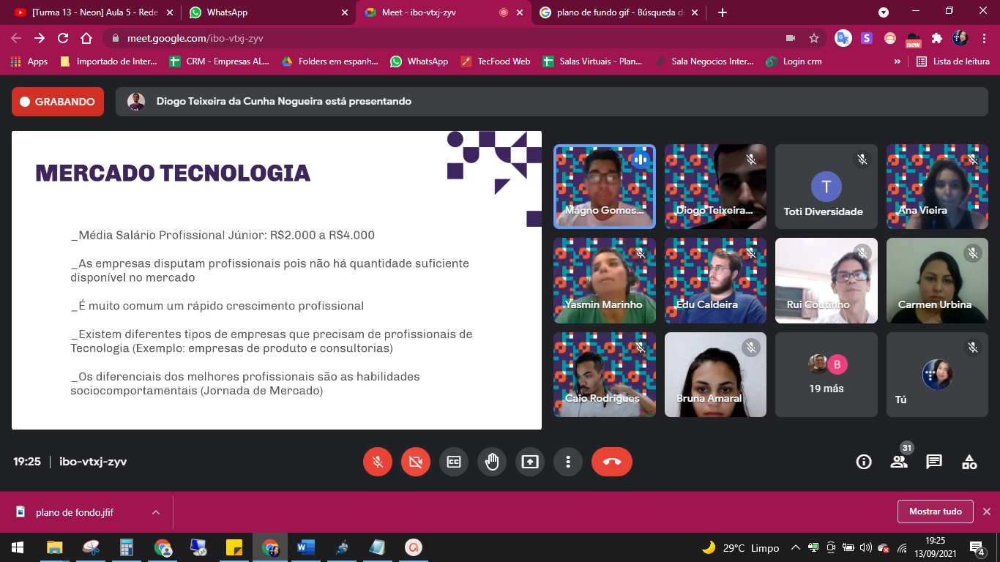 [Turma 13 - Neon] Aula 5 - Rede
WhatsApp
Meet - ibo-vtxj-zyv
plano de fundo gif - Búsqueda de
meet.google.com/ibo-vtxj-zyv
new
Apps
Importado de Inter...
CRM - Empresas AL...
Folders em espanh...
WhatsApp
TecFood Web
Salas Virtuais - Plan...
Sala Negocios Inter...
Login crm
»
Lista de leitura
GRABANDO
Diogo Teixeira da Cunha Nogueira está presentando
MERCADO TECNOLOGIA
_Média Salário Profissional Júnior: R$2.000 a R$4.000
_As empresas disputam profissionais pois não há quantidade suficiente
disponível no mercado
_É muito comum um rápido crescimento profissional
_Existem diferentes tipos de empresas que precisam de profissionais de
Tecnologia (Exemplo: empresas de produto e consultorias)
_Os diferenciais dos melhores profissionais são as habilidades
sociocomportamentais (Jornada de Mercado)
Magno Gomes...
Diogo Teixeira...
T
Toti Diversidade
Ana Vieira
Yasmin Marinho
Edu Caldeira
Rui Coutinho
Carmen Urbina
Caio Rodrigues
Bruna Amaral
B
19 más
Tú
19:25 | ibo-vtxj-zyv
31
plano de fondo.jfif
Mostrar tudo
29°C Limpo
19:25
13/09/2021
4